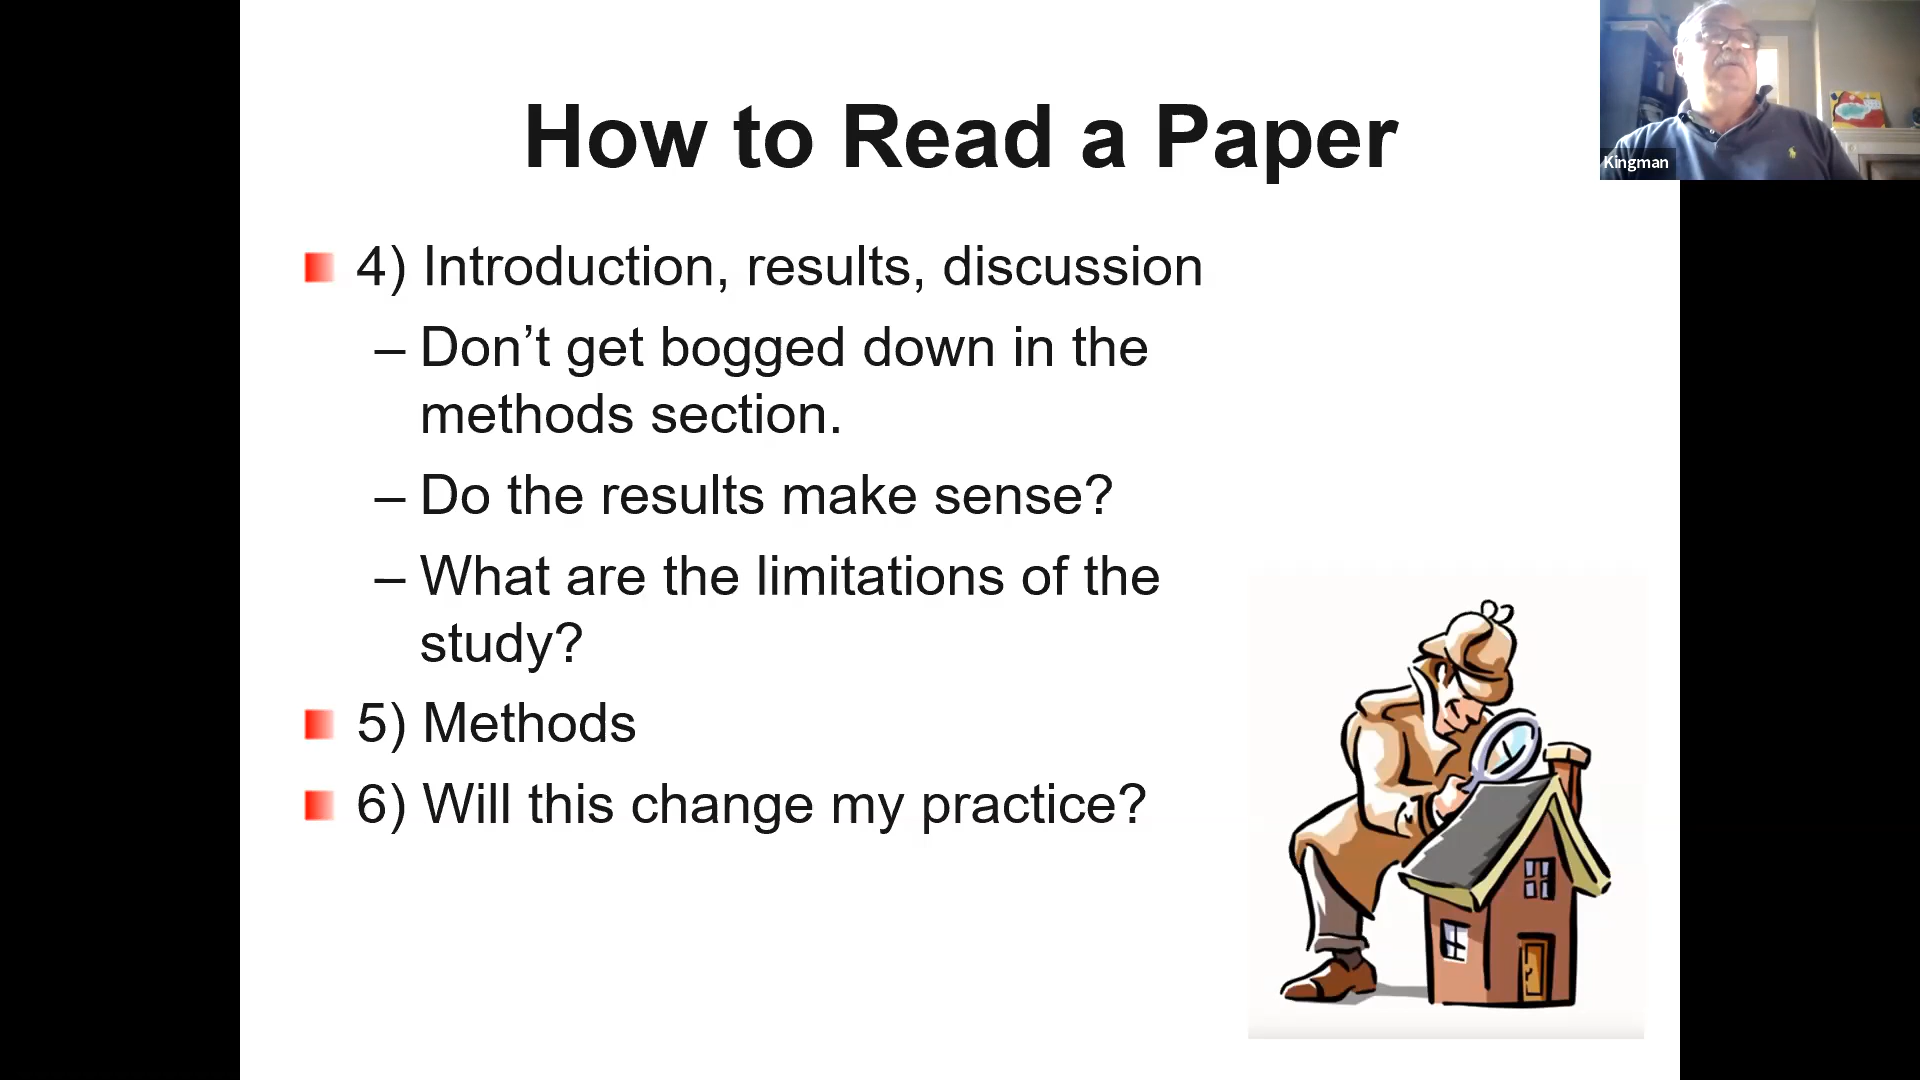 How to Read a Paper
Kingman
4) Introduction, results, discussion
– Don’t get bogged down in the
methods section.
– Do the results make sense?
– What are the limitations of the
study?
5) Methods
6) Will this change my practice?